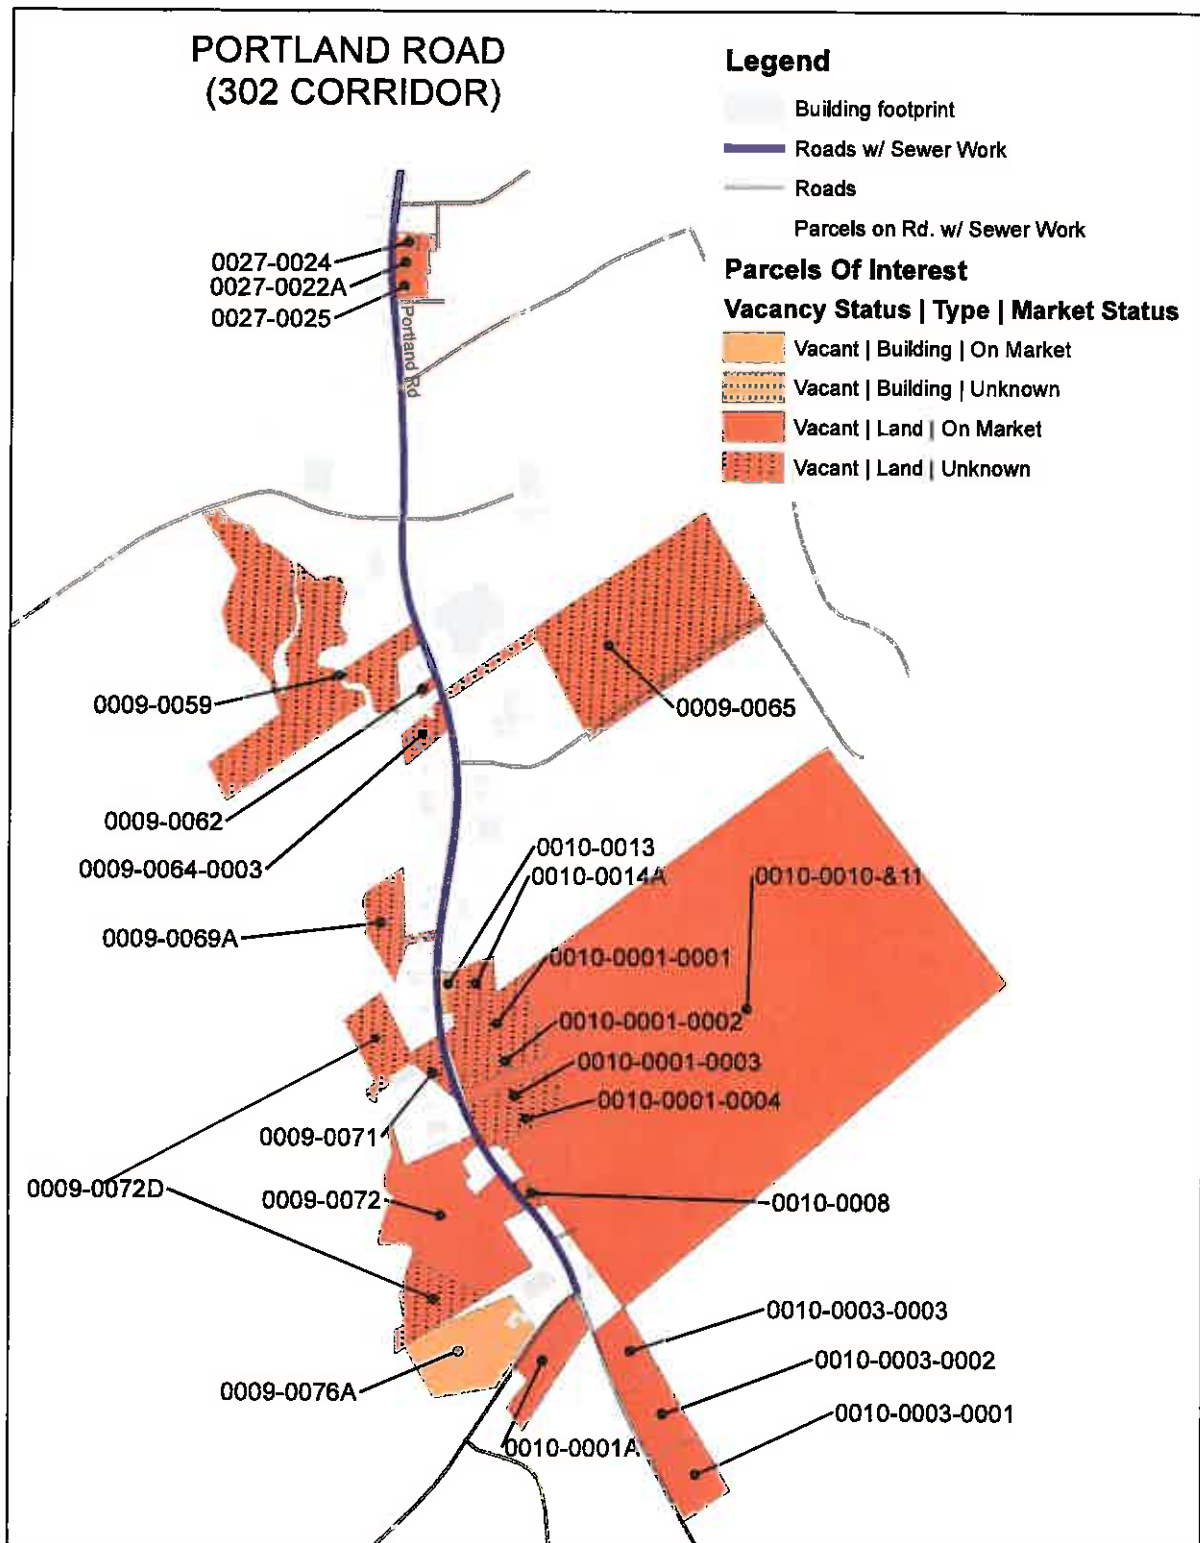 PORTLAND ROAD
(302 CORRIDOR)
Legend
Building footprint
Roads w/ Sewer Work
Roads
Parcels on Rd. w/ Sewer Work
Parcels Of Interest
Vacancy Status | Type | Market Status
Vacant | Building | On Market
Vacant | Building | Unknown
Vacant | Land | On Market
Vacant | Land | Unknown
0027-0024
0027-0022A
0027-0025
Portland Rd
0009-0059
0009-0065
0009-0062
0009-0064-0003
0010-0013
0010-0014A
0010-0010-&11
0009-0069A
0010-0001-0001
0010-0001-0002
0010-0001-0003
0010-0001-0004
0009-0071
0009-0072D
0009-0072
0010-0008
0010-0003-0003
0010-0003-0002
0009-0076A
0010-0003-0001
0010-0001A